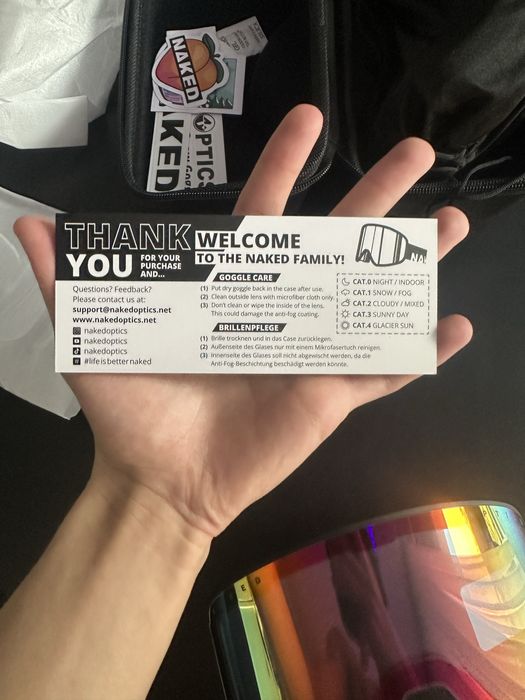 NAKED
OPTICS
KED
THANK
YOU
FOR YOUR
PURCHASE
AND...
WELCOME
TO THE NAKED FAMILY!
NA
Questions? Feedback?
Please contact us at:
support@nakedoptics.net
www.nakedoptics.net
nakedoptics
nakedoptics
nakedoptics
#lifeisbetternaked
GOGGLE CARE
(1) Put dry goggle back in the case after use.
(2) Clean outside lens with microfiber cloth only.
(3) Don't clean or wipe the inside of the lens.
This could damage the anti-fog coating.
BRILLENPFLEGE
(1) Brille trocknen und in das Case zurücklegen.
(2) Außenseite des Glases nur mit einem Mikrofasertuch reinigen.
(3) Innenseite des Glases soll nicht abgewischt werden, da die
Anti-Fog-Beschichtung beschädigt werden könnte.
CAT.0 NIGHT / INDOOR
CAT.1 SNOW / FOG
CAT.2 CLOUDY / MIXED
CAT.3 SUNNY DAY
CAT.4 GLACIER SUN